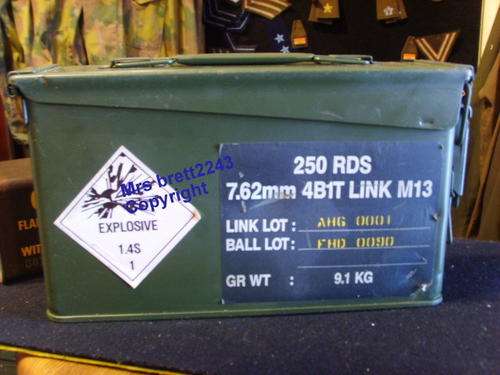 250 RDS
7.62mm 4B1T LiNK M13
LINK LOT: AHG 0001
BALL LOT: FHD 0090
GR WT : 9.1 KG
Mrs brett2243
Copyright
EXPLOSIVE
1.4S
1